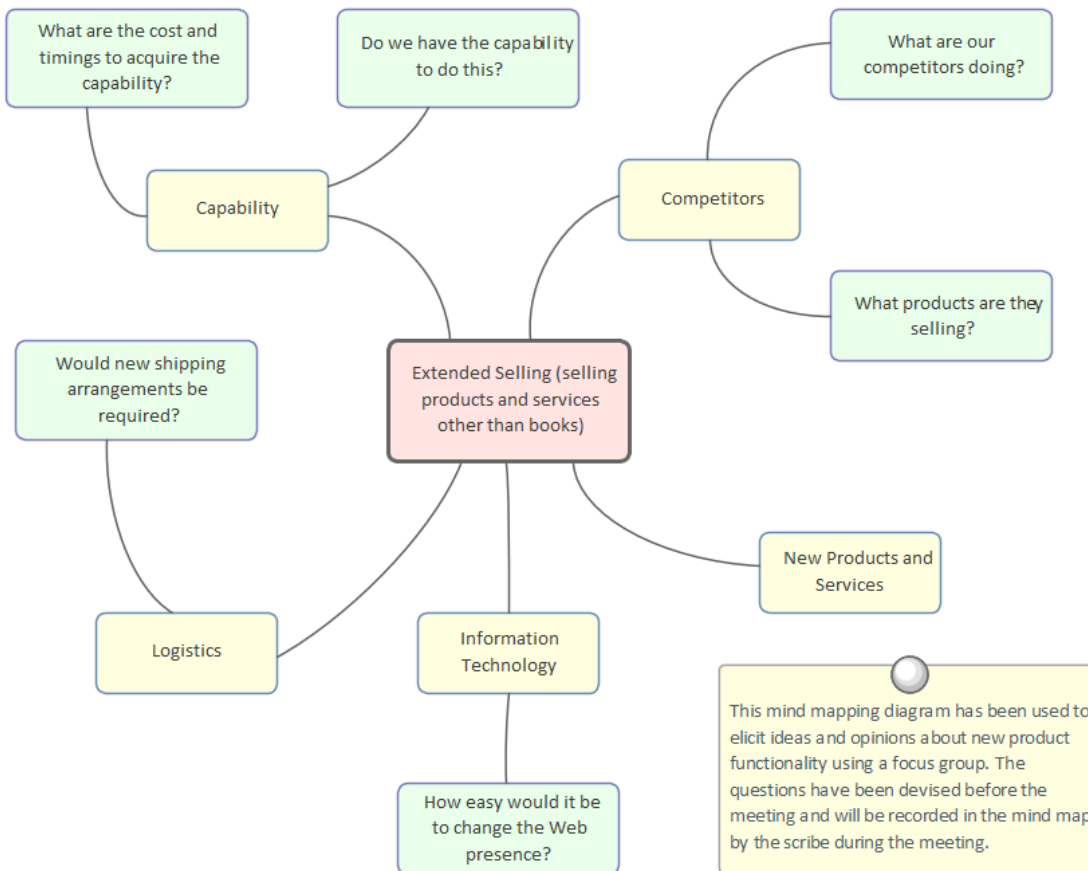 What are the cost and
timings to acquire the
capability?
Do we have the capability
to do this?
What are our
competitors doing?
Capability
Competitors
What products are they
selling?
Would new shipping
arrangements be
required?
Extended Selling (selling
products and services
other than books)
New Products and
Services
Logistics
Information
Technology
How easy would it be
to change the Web
presence?
This mind mapping diagram has been used to
elicit ideas and opinions about new product
functionality using a focus group. The
questions have been devised before the
meeting and will be recorded in the mind map
by the scribe during the meeting.